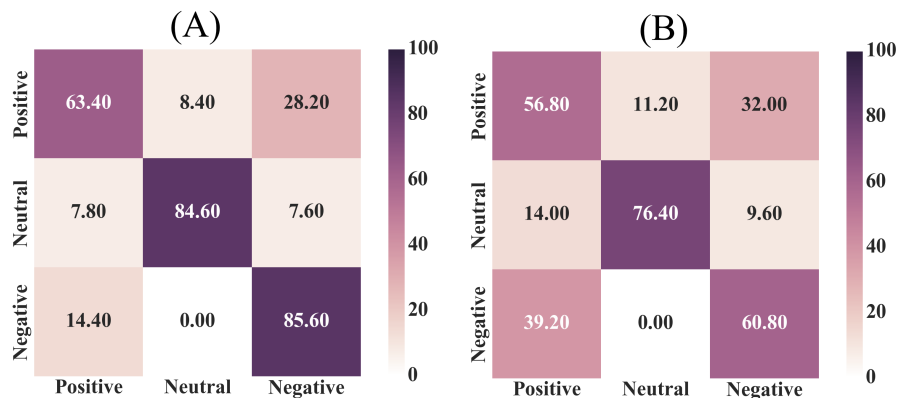 (A)
Positive 63.40 8.40 28.20
Neutral 7.80 84.60 7.60
Negative 14.40 0.00 85.60
Positive Neutral Negative
100
80
60
40
20
0
(B)
Positive 56.80 11.20 32.00
Neutral 14.00 76.40 9.60
Negative 39.20 0.00 60.80
Positive Neutral Negative
100
80
60
40
20
0